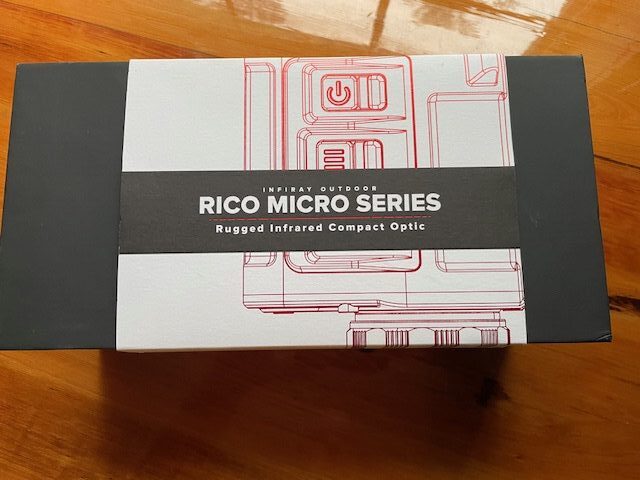 INFIRAY OUTDOOR
RICO MICRO SERIES
Rugged Infrared Compact Optic